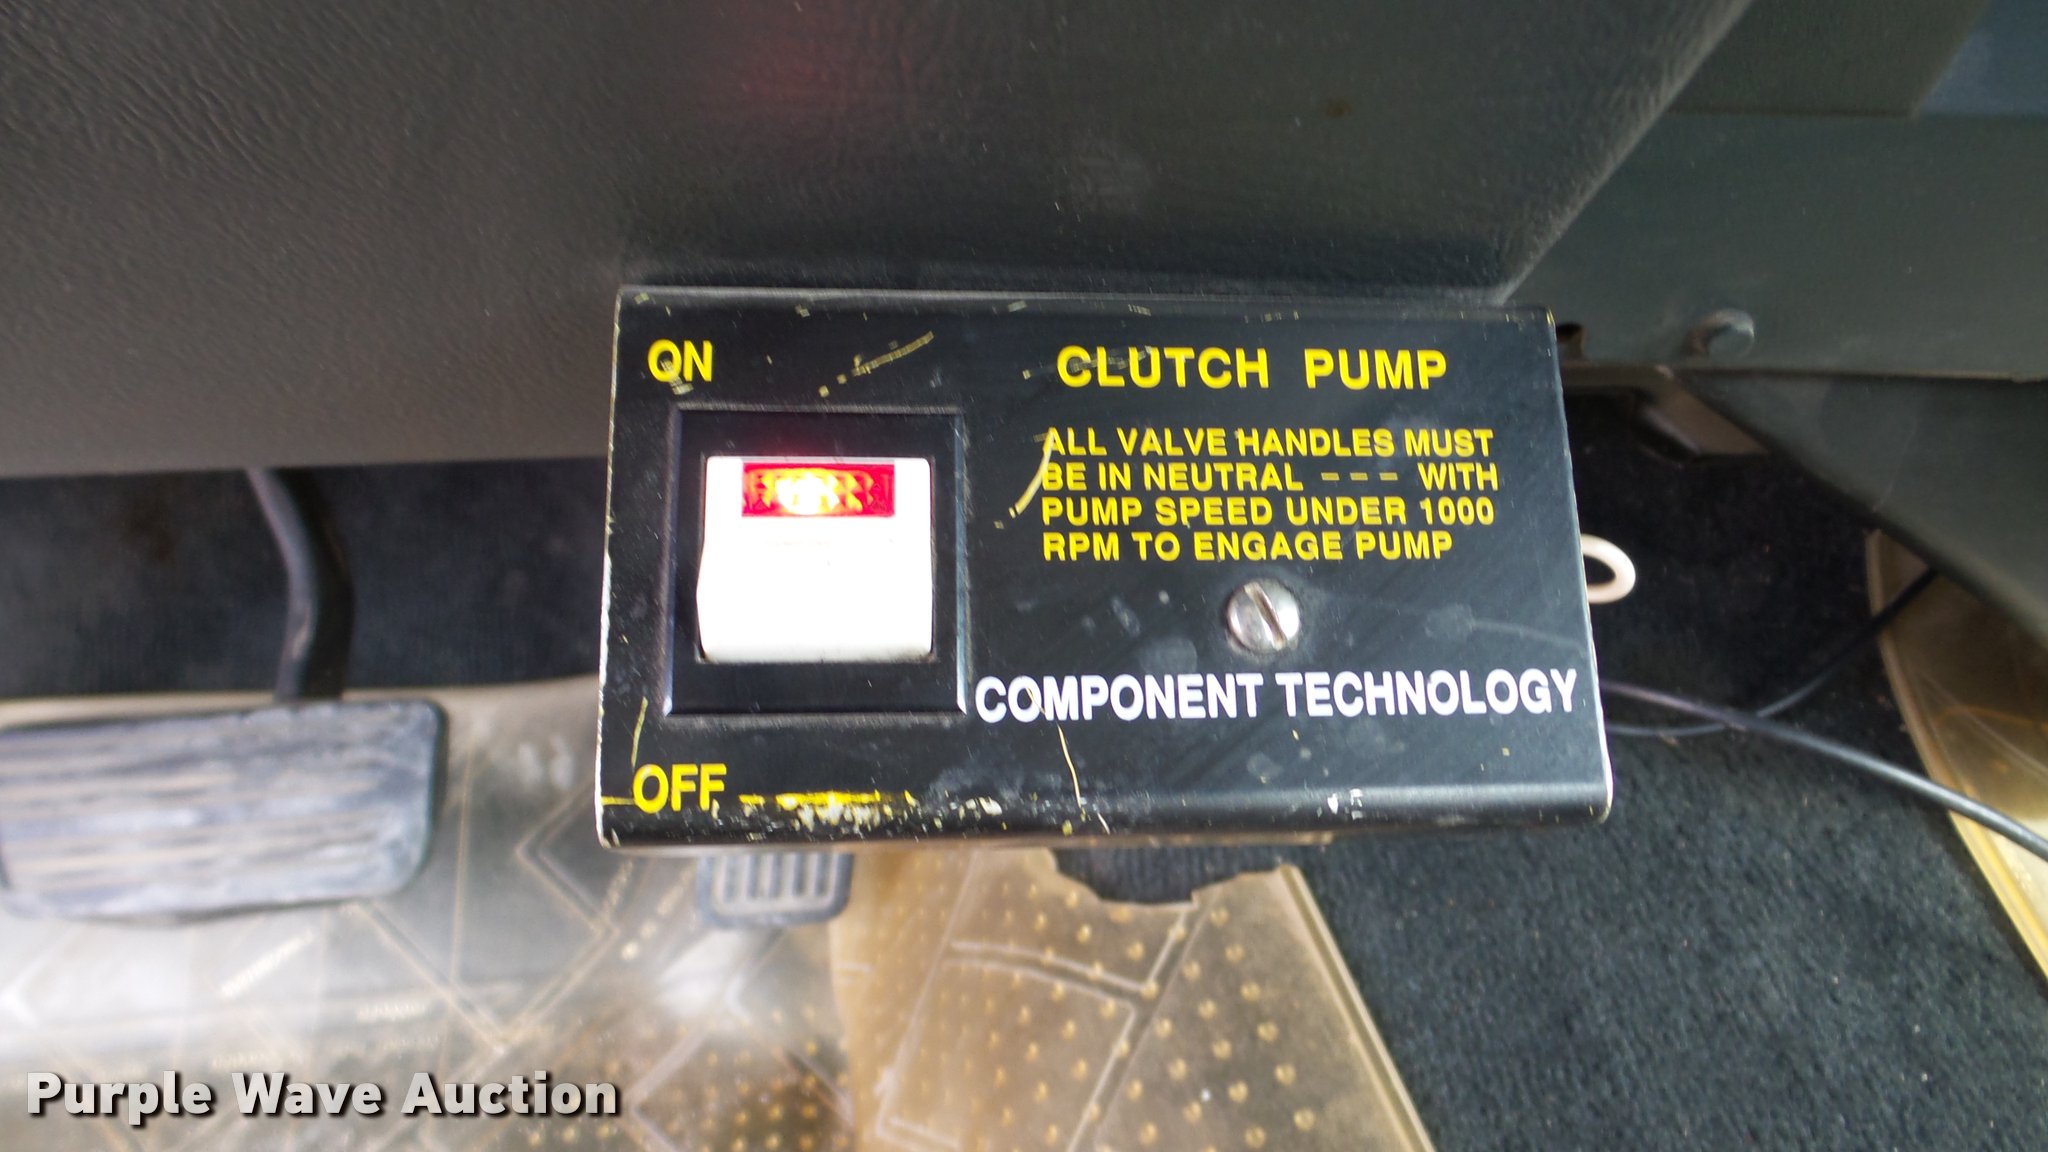 ON
CLUTCH PUMP
ALL VALVE HANDLES MUST
BE IN NEUTRAL --- WITH
PUMP SPEED UNDER 1000
RPM TO ENGAGE PUMP
COMPONENT TECHNOLOGY
OFF
Purple Wave Auction